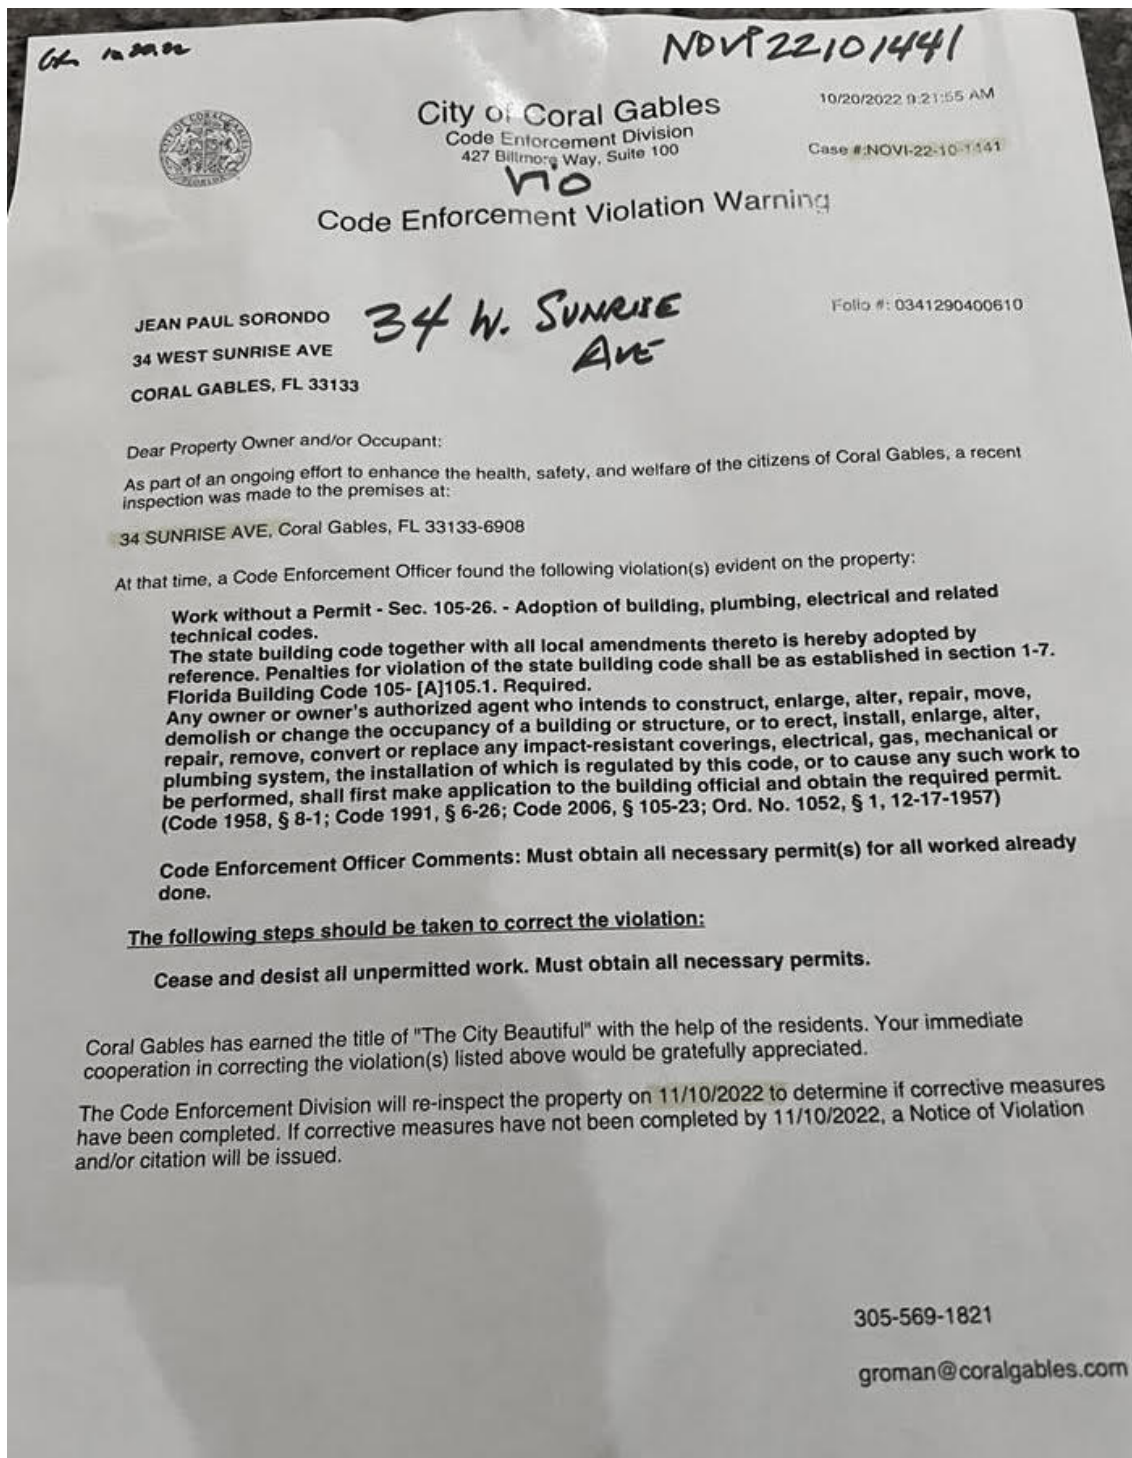 NOVI 22101441
10/20/2022 9:21:55 AM
City of Coral Gables
Code Enforcement Division
427 Biltmore Way, Suite 100
Case #:NOVI-22-10-1441
vio
Code Enforcement Violation Warning
CITY OF CORAL GABLES
FLORIDA
Folio #: 0341290400610
JEAN PAUL SORONDO
34 WEST SUNRISE AVE
CORAL GABLES, FL 33133
34 W. SUNRISE
AVE
Dear Property Owner and/or Occupant:
As part of an ongoing effort to enhance the health, safety, and welfare of the citizens of Coral Gables, a recent
inspection was made to the premises at:
34 SUNRISE AVE, Coral Gables, FL 33133-6908
At that time, a Code Enforcement Officer found the following violation(s) evident on the property:
Work without a Permit - Sec. 105-26. - Adoption of building, plumbing, electrical and related
technical codes.
The state building code together with all local amendments thereto is hereby adopted by
reference. Penalties for violation of the state building code shall be as established in section 1-7.
Florida Building Code 105- [A]105.1. Required.
Any owner or owner's authorized agent who intends to construct, enlarge, alter, repair, move,
demolish or change the occupancy of a building or structure, or to erect, install, enlarge, alter,
repair, remove, convert or replace any impact-resistant coverings, electrical, gas, mechanical or
plumbing system, the installation of which is regulated by this code, or to cause any such work to
be performed, shall first make application to the building official and obtain the required permit.
(Code 1958, § 8-1; Code 1991, § 6-26; Code 2006, § 105-23; Ord. No. 1052, § 1, 12-17-1957)
Code Enforcement Officer Comments: Must obtain all necessary permit(s) for all worked already
done.
The following steps should be taken to correct the violation:
Cease and desist all unpermitted work. Must obtain all necessary permits.
Coral Gables has earned the title of "The City Beautiful" with the help of the residents. Your immediate
cooperation in correcting the violation(s) listed above would be gratefully appreciated.
The Code Enforcement Division will re-inspect the property on 11/10/2022 to determine if corrective measures
have been completed. If corrective measures have not been completed by 11/10/2022, a Notice of Violation
and/or citation will be issued.
305-569-1821
groman@coralgables.com